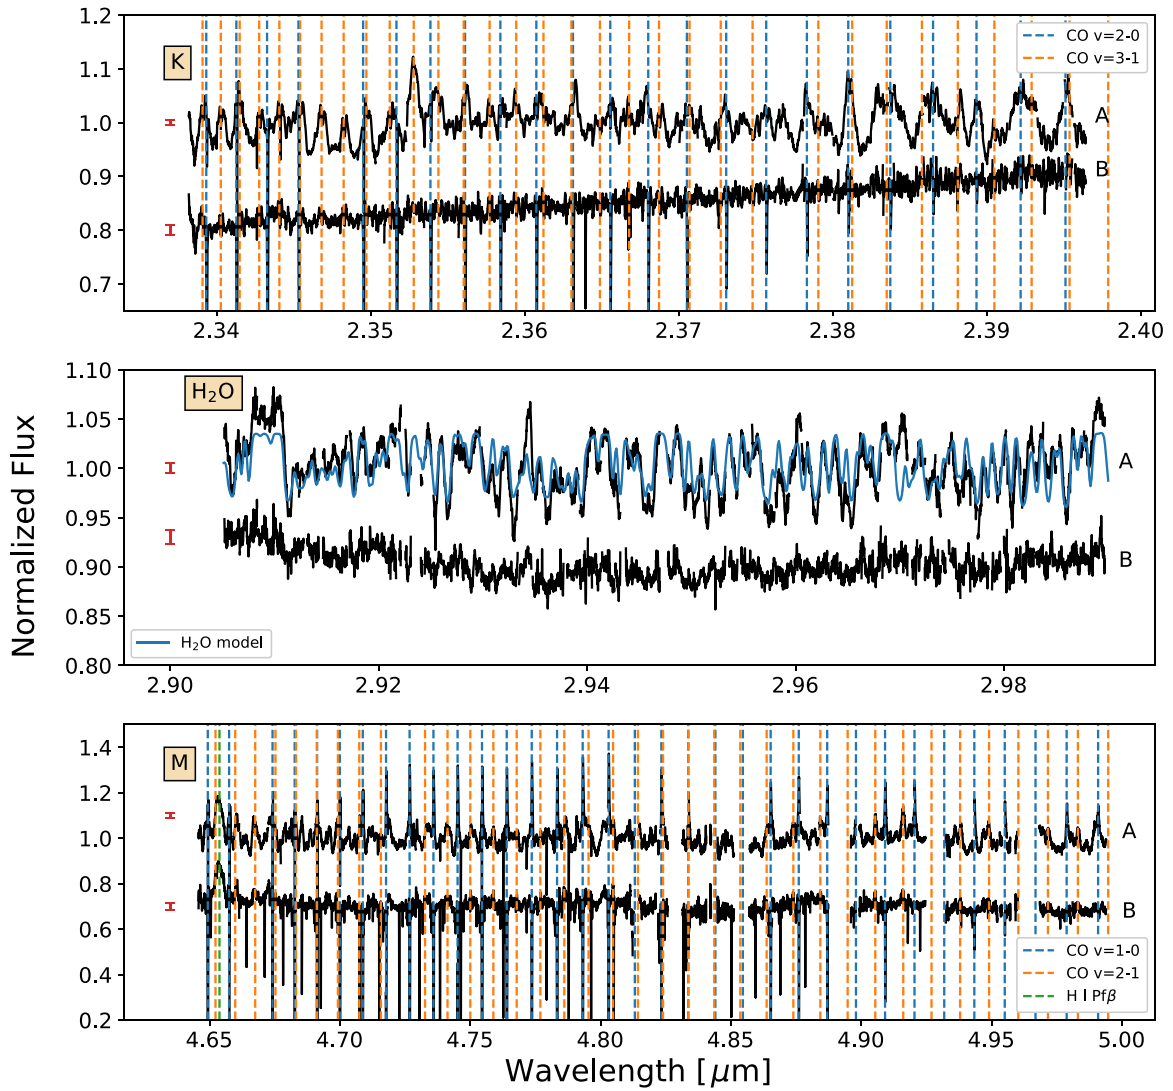 1.2
K
CO v=2-0
CO v=3-1
1.1
A
1.0
B
0.9
0.8
0.7
2.34 2.35 2.36 2.37 2.38 2.39 2.40
1.10
H₂O
1.05
A
1.00
0.95
B
0.90
0.85
H₂O model
0.80
2.90 2.92 2.94 2.96 2.98
Normalized Flux
1.4
M
1.2
A
1.0
0.8
B
0.6
CO v=1-0
0.4
CO v=2-1
H I Pfβ
0.2
4.65 4.70 4.75 4.80 4.85 4.90 4.95 5.00
Wavelength [μm]